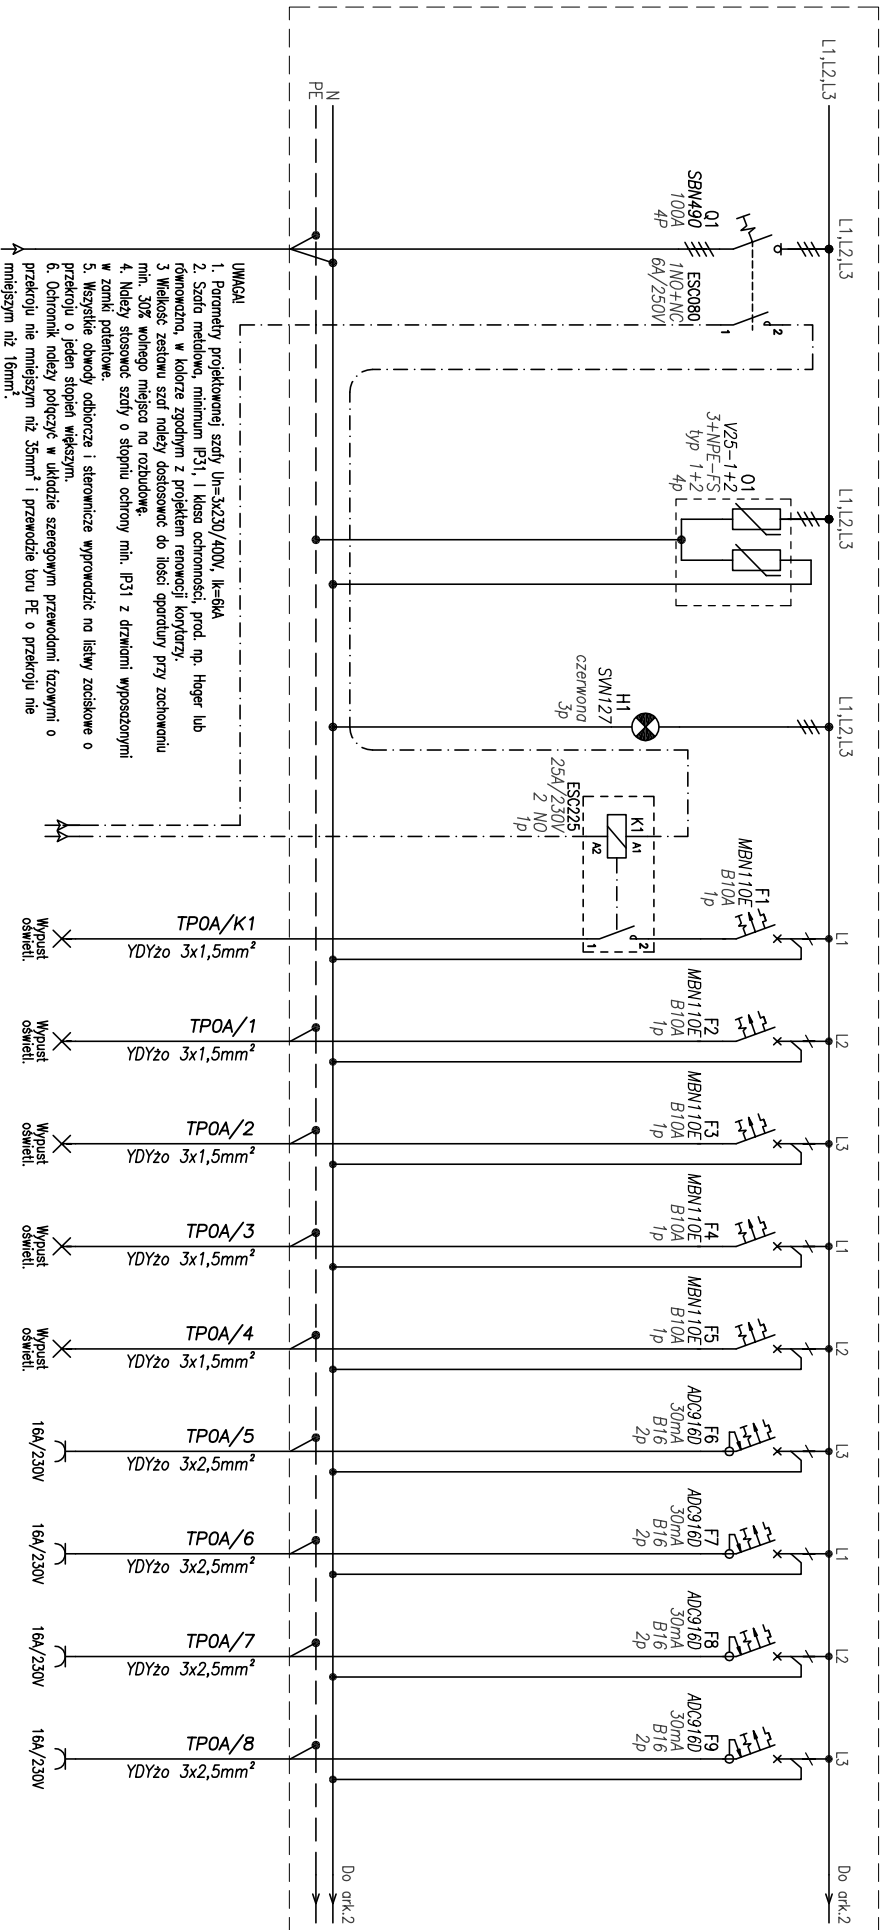 L1,L2,L3
N
PE
L1,L2,L3
Q1
SBN490
100A
4P
ESC080
1NO+NC
6A/250V
2
1
L1,L2,L3
O1
V25-1+2
3+NPE-FS
typ 1+2
4p
L1,L2,L3
H1
SVN127
czerwona
3p
K1
A1
A2
ESC225
25A/230V
2 NO
1p
2
1
L1
F1
MBN110E
B10A
1p
TP0A/K1
YDYżo 3x1,5mm²
Wypust
oświetl.
L2
F2
MBN110E
B10A
1p
TP0A/1
YDYżo 3x1,5mm²
Wypust
oświetl.
L3
F3
MBN110E
B10A
1p
TP0A/2
YDYżo 3x1,5mm²
Wypust
oświetl.
L1
F4
MBN110E
B10A
1p
TP0A/3
YDYżo 3x1,5mm²
Wypust
oświetl.
L2
F5
MBN110E
B10A
1p
TP0A/4
YDYżo 3x1,5mm²
Wypust
oświetl.
L3
F6
ADC916D
30mA
B16
2p
TP0A/5
YDYżo 3x2,5mm²
16A/230V
L1
F7
ADC916D
30mA
B16
2p
TP0A/6
YDYżo 3x2,5mm²
16A/230V
L2
F8
ADC916D
30mA
B16
2p
TP0A/7
YDYżo 3x2,5mm²
16A/230V
L3
F9
ADC916D
30mA
B16
2p
TP0A/8
YDYżo 3x2,5mm²
16A/230V
Do ark.2
Do ark.2
UWAGA!
1. Parametry projektowanej szafy Un=3x230/400V, Ik=6kA
2. Szafa metalowa, minimum IP31, I klasa ochronności, prod. np. Hager lub
równoważna, w kolorze zgodnym z projektem renowacji korytarzy.
3 Wielkość zestawu szaf należy dostosować do ilości aparatury przy zachowaniu
min. 30% wolnego miejsca na rozbudowę.
4. Należy stosować szafy o stopniu ochrony min. IP31 z drzwiami wyposażonymi
w zamki patentowe.
5. Wszystkie obwody odbiorcze i sterownicze wyprowadzić na listwy zaciskowe o
przekroju o jeden stopień większym.
6. Ochronnik należy połączyć w układzie szeregowym przewodami fazowymi o
przekroju nie mniejszym niż 35mm² i przewodzie toru PE o przekroju nie
mniejszym niż 16mm².